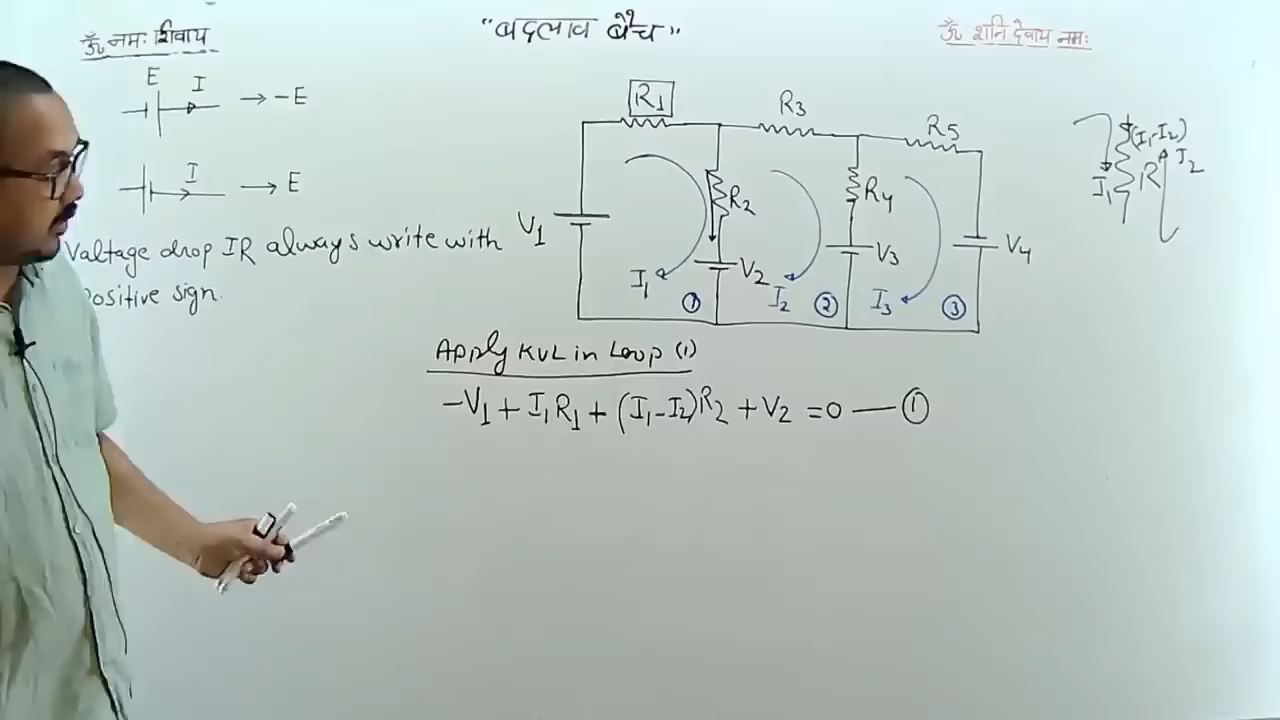 ॐ नमः शिवाय
"बदलाव बैच"
ॐ शनि देवाय नमः
E I → -E
I → E
Valtage drop IR always write with
positive sign.
R1 R3 R5
R2 R4
V1 V2 V3 V4
I1 ① I2 ② I3 ③
(I1-I2)
I1 R I2
Apply KVL in Loop (1)
-V1 + I1R1 + (I1-I2)R2 + V2 = 0 — ①